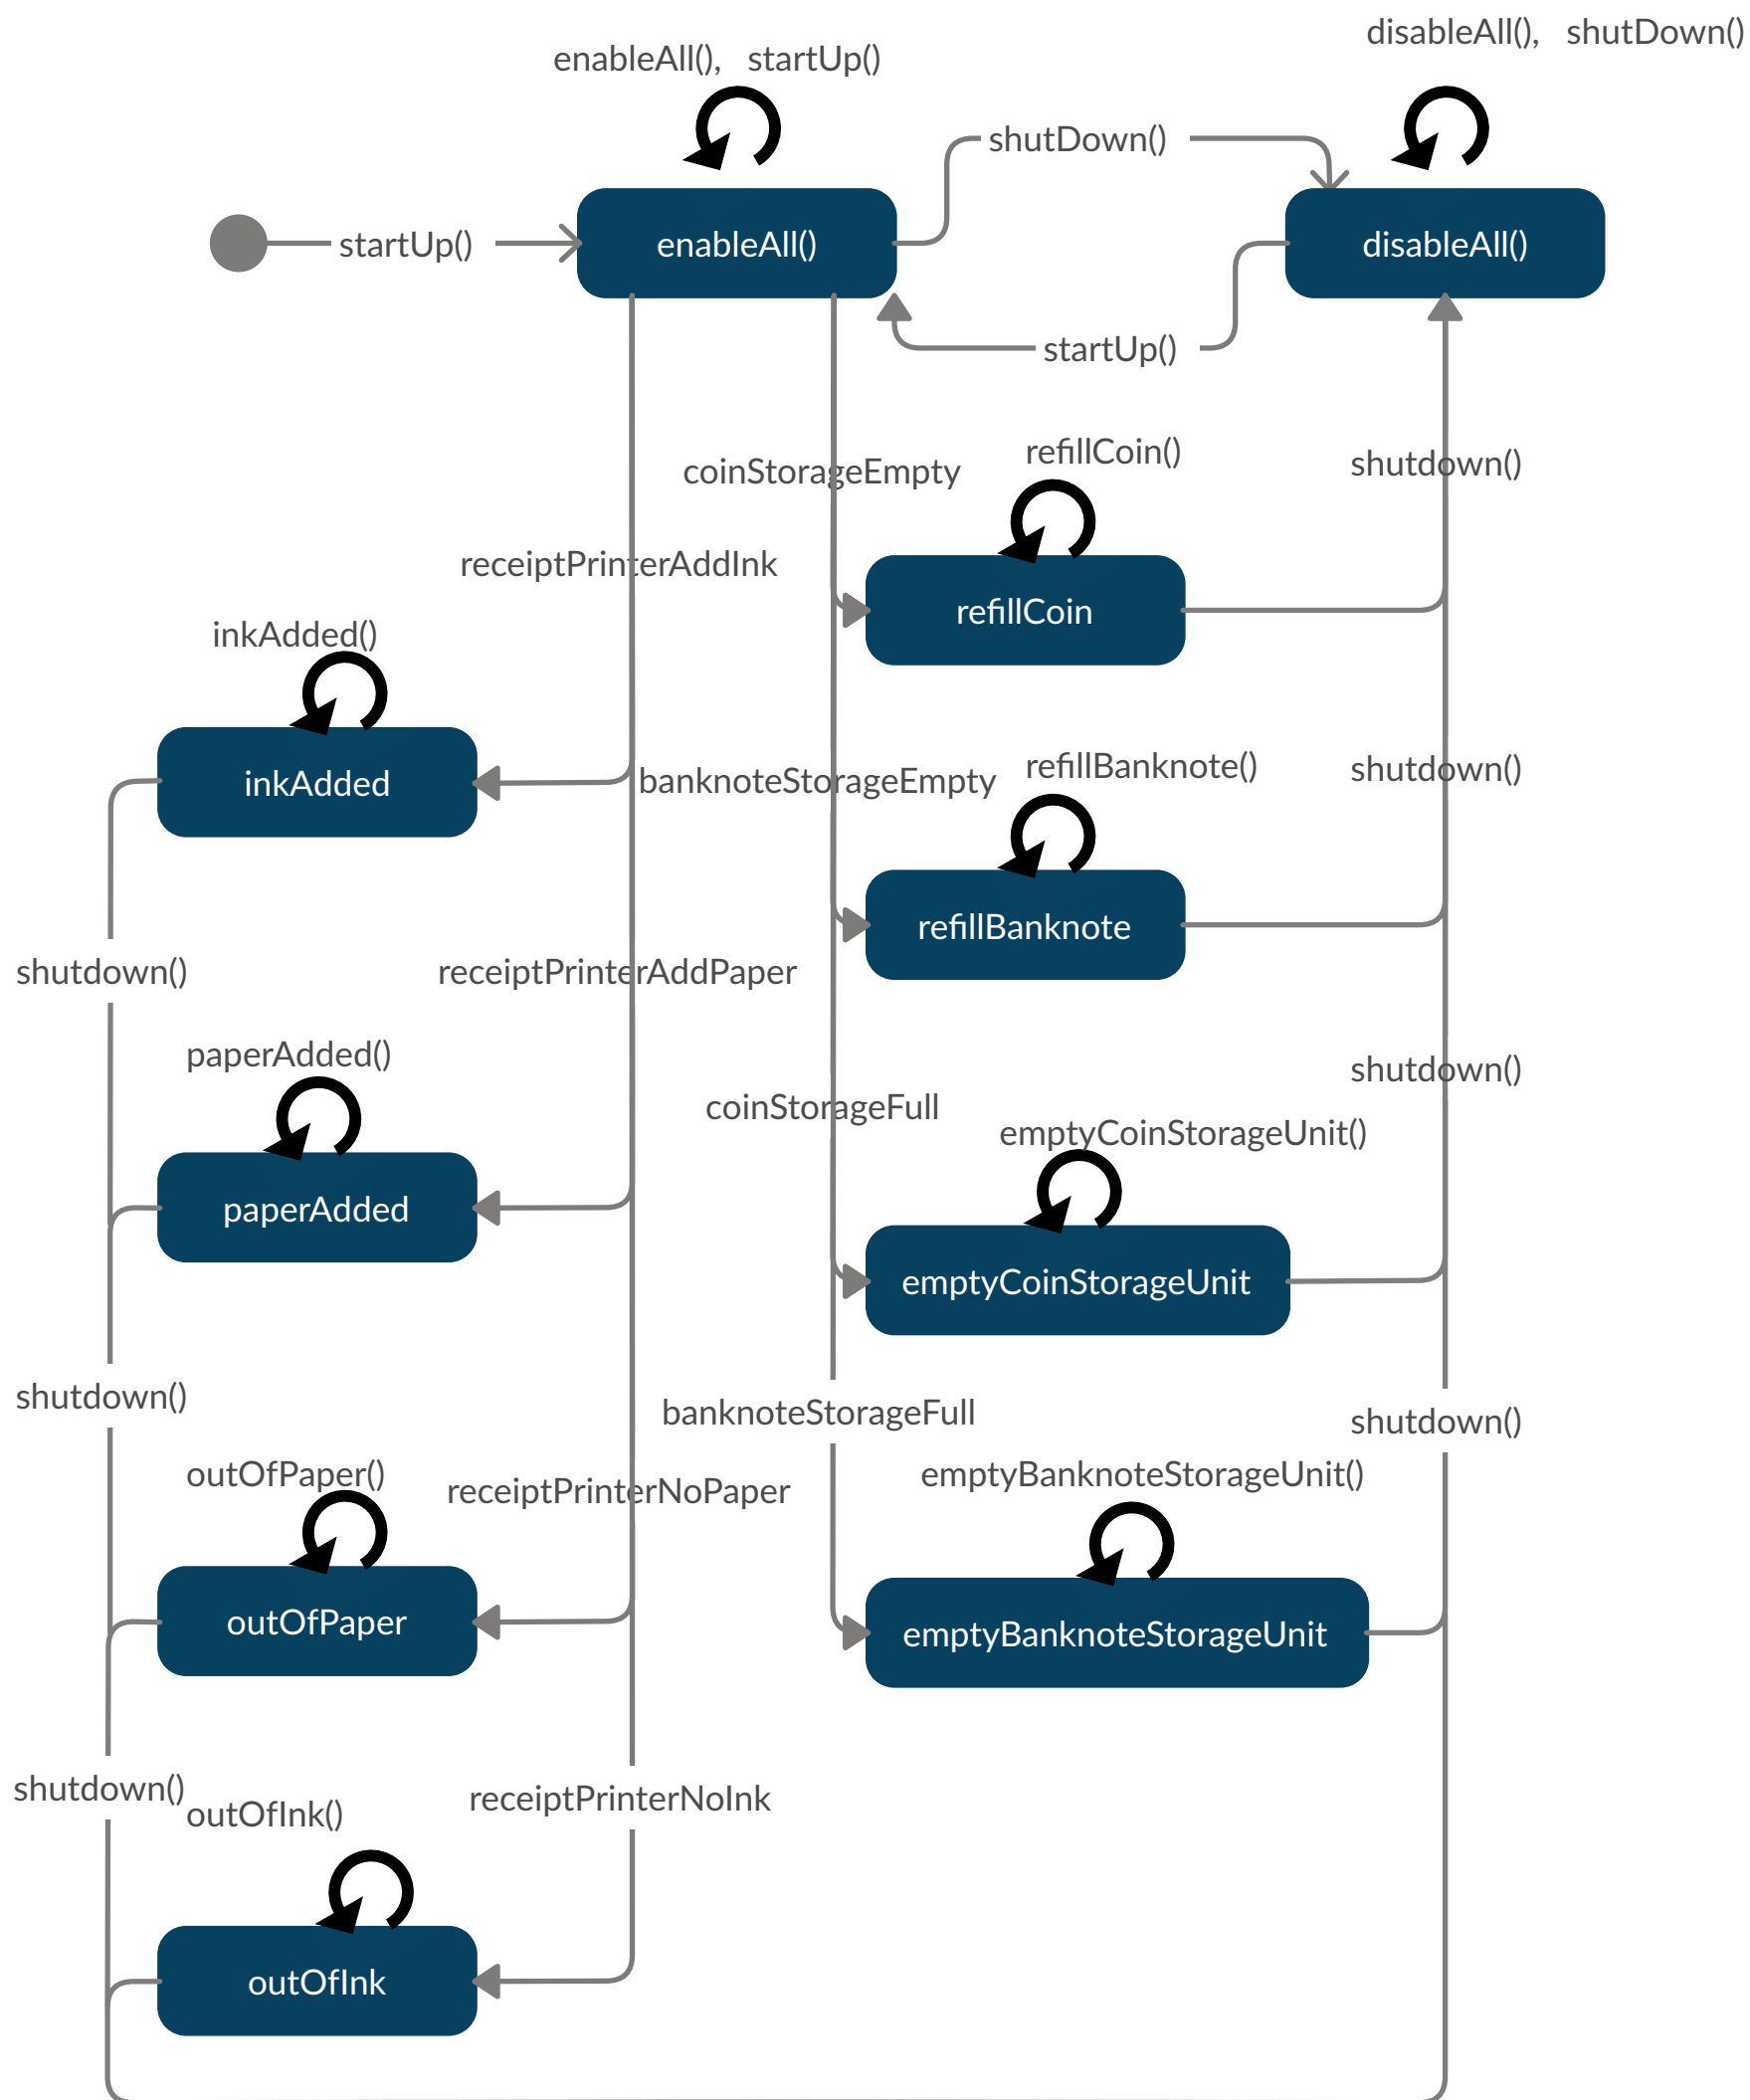 disableAll(),   shutDown()
enableAll(),   startUp()
shutDown()
startUp()
enableAll()
disableAll()
startUp()
refillCoin()
coinStorageEmpty
shutdown()
receiptPrinterAddInk
refillCoin
inkAdded()
inkAdded
banknoteStorageEmpty
refillBanknote()
shutdown()
refillBanknote
shutdown()
receiptPrinterAddPaper
paperAdded()
shutdown()
coinStorageFull
emptyCoinStorageUnit()
paperAdded
emptyCoinStorageUnit
shutdown()
banknoteStorageFull
shutdown()
outOfPaper()
receiptPrinterNoPaper
emptyBanknoteStorageUnit()
outOfPaper
emptyBanknoteStorageUnit
shutdown()
outOfInk()
receiptPrinterNoInk
outOfInk